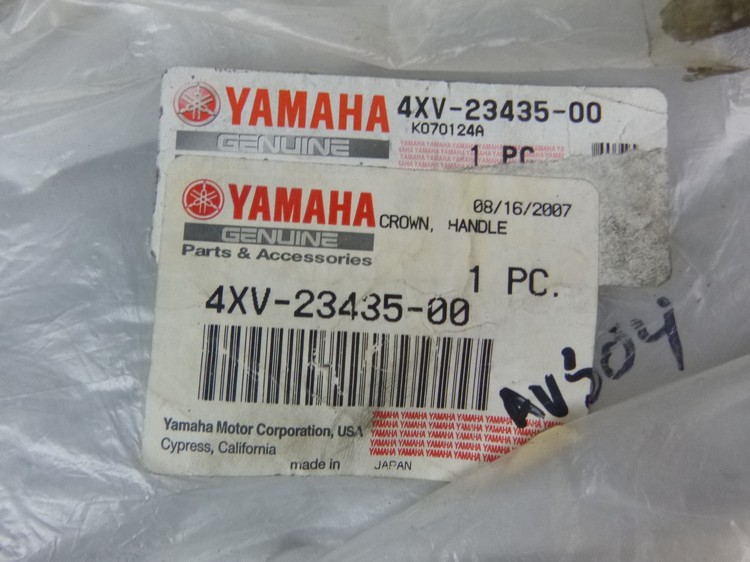 YAMAHA 4XV-23435-00
K070124A
GENUINE 1 PC.
YAMAHA 08/16/2007
CROWN, HANDLE
GENUINE
Parts & Accessories
1 PC.
4XV-23435-00
AV504
Yamaha Motor Corporation, USA
Cypress, California
made in JAPAN